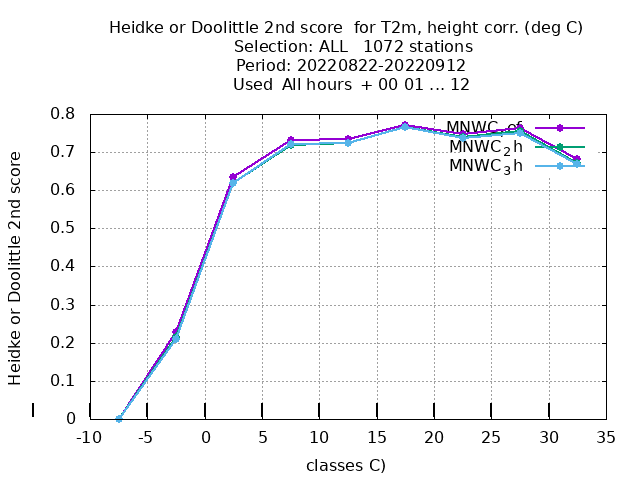 Heidke or Doolittle 2nd score  for T2m, height corr. (deg C)
Selection: ALL   1072 stations
Period: 20220822-20220912
Used  All hours  + 00 01 ... 12
Heidke or Doolittle 2nd score
0.8
0.7
0.6
0.5
0.4
0.3
0.2
0.1
0
MNWC_2h
MNWC_3h
-10 -5 0 5 10 15 20 25 30 35
classes C)